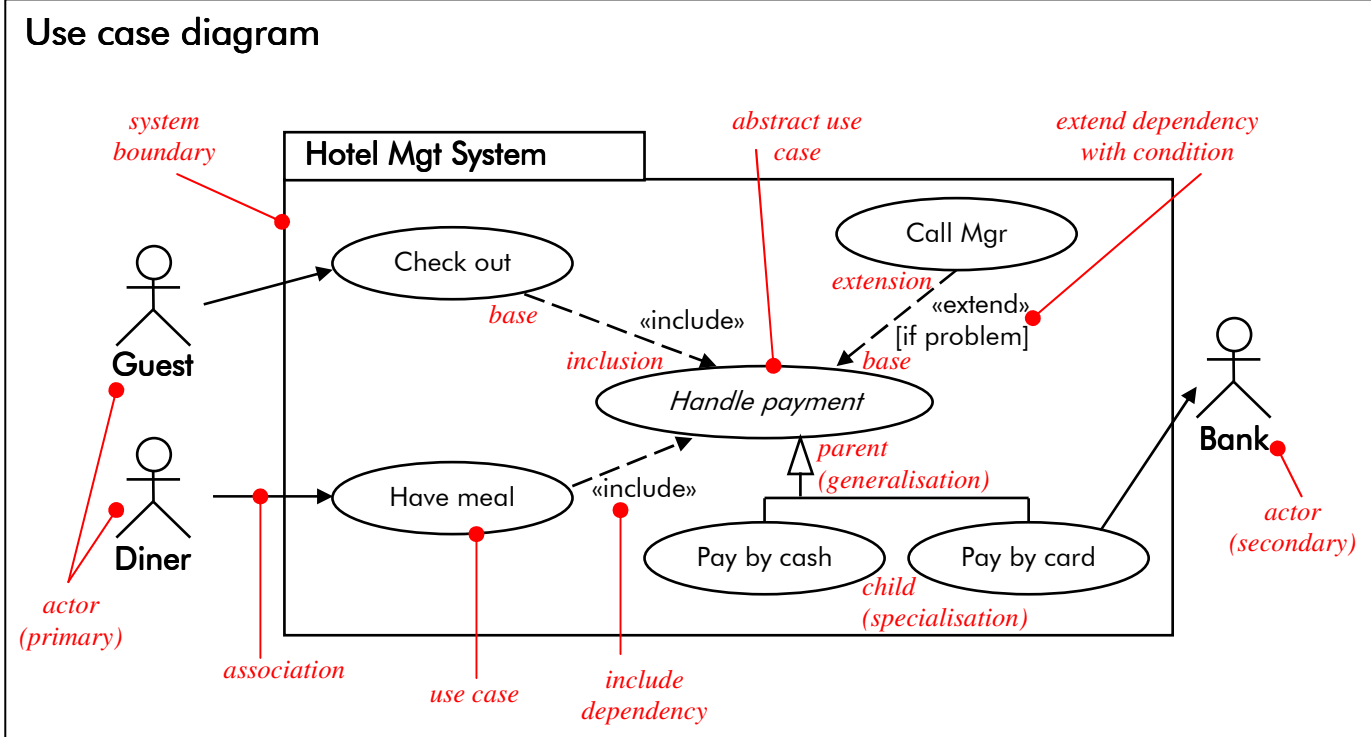 Use case diagram
system
boundary
abstract use
case
extend dependency
with condition
Hotel Mgt System
Check out
Call Mgr
extension
base
«include»
«extend»
[if problem]
inclusion
base
Guest
Handle payment
Bank
parent
(generalisation)
Have meal
«include»
Diner
Pay by cash
Pay by card
child
(specialisation)
actor
(secondary)
actor
(primary)
association
use case
include
dependency